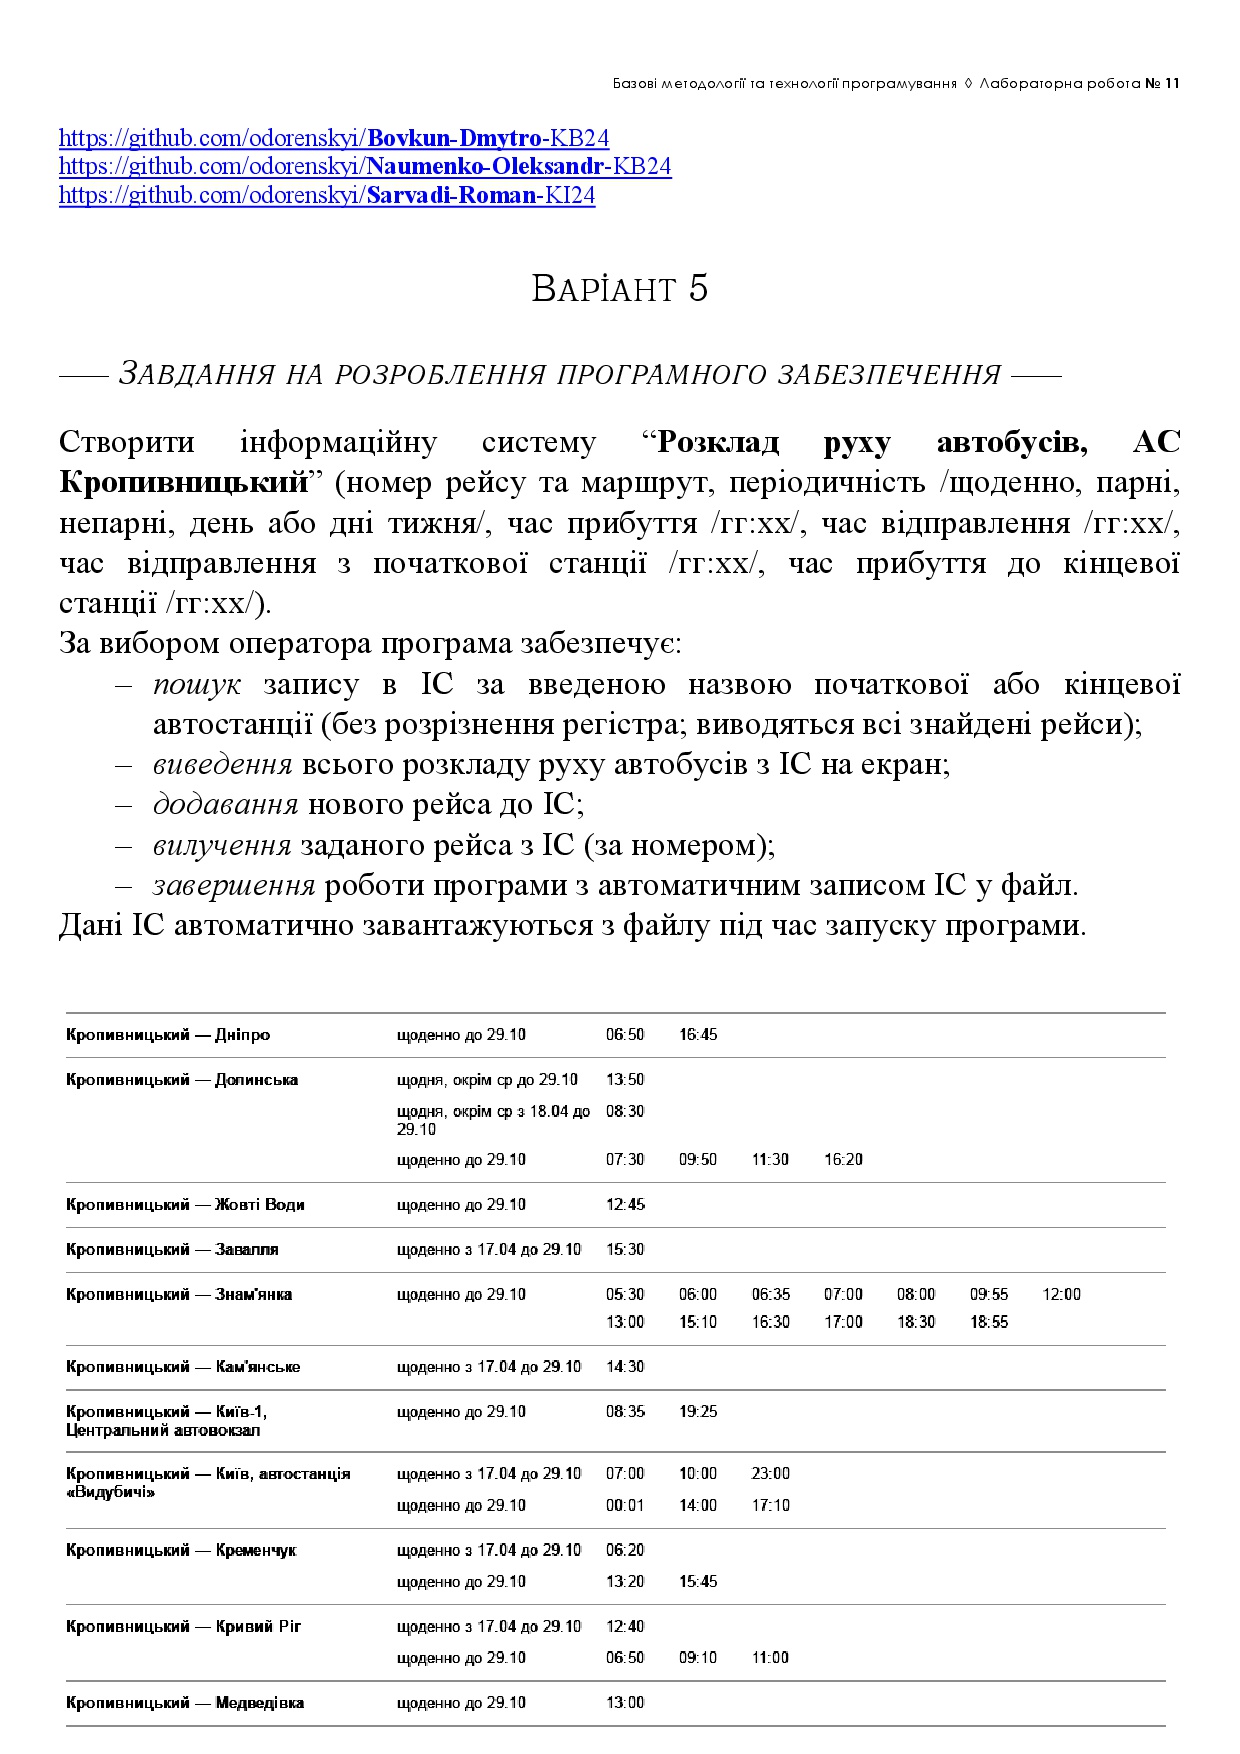 Базові методології та технології програмування ◊ Лабораторна робота № 11
https://github.com/odorenskyi/Bovkun-Dmytro-KB24
https://github.com/odorenskyi/Naumenko-Oleksandr-KB24
https://github.com/odorenskyi/Sarvadi-Roman-KI24
Варіант 5
—– Завдання на розроблення програмного забезпечення —–
Створити інформаційну систему “Розклад руху автобусів, АС
Кропивницький” (номер рейсу та маршрут, періодичність /щоденно, парні,
непарні, день або дні тижня/, час прибуття /гг:хх/, час відправлення /гг:хх/,
час відправлення з початкової станції /гг:хх/, час прибуття до кінцевої
станції /гг:хх/).
За вибором оператора програма забезпечує:
– пошук запису в ІС за введеною назвою початкової або кінцевої
автостанції (без розрізнення регістра; виводяться всі знайдені рейси);
– виведення всього розкладу руху автобусів з ІС на екран;
– додавання нового рейса до ІС;
– вилучення заданого рейса з ІС (за номером);
– завершення роботи програми з автоматичним записом ІС у файл.
Дані ІС автоматично завантажуються з файлу під час запуску програми.
Кропивницький — Дніпро щоденно до 29.10 06:50 16:45
Кропивницький — Долинська щодня, окрім ср до 29.10 13:50
щодня, окрім ср з 18.04 до 08:30
29.10
щоденно до 29.10 07:30 09:50 11:30 16:20
Кропивницький — Жовті Води щоденно до 29.10 12:45
Кропивницький — Завалля щоденно з 17.04 до 29.10 15:30
Кропивницький — Знам'янка щоденно до 29.10 05:30 06:00 06:35 07:00 08:00 09:55 12:00
13:00 15:10 16:30 17:00 18:30 18:55
Кропивницький — Кам'янське щоденно з 17.04 до 29.10 14:30
Кропивницький — Київ-1, щоденно до 29.10 08:35 19:25
Центральний автовокзал
Кропивницький — Київ, автостанція щоденно з 17.04 до 29.10 07:00 10:00 23:00
«Видубичі»
щоденно до 29.10 00:01 14:00 17:10
Кропивницький — Кременчук щоденно з 17.04 до 29.10 06:20
щоденно до 29.10 13:20 15:45
Кропивницький — Кривий Ріг щоденно з 17.04 до 29.10 12:40
щоденно до 29.10 06:50 09:10 11:00
Кропивницький — Медведівка щоденно до 29.10 13:00